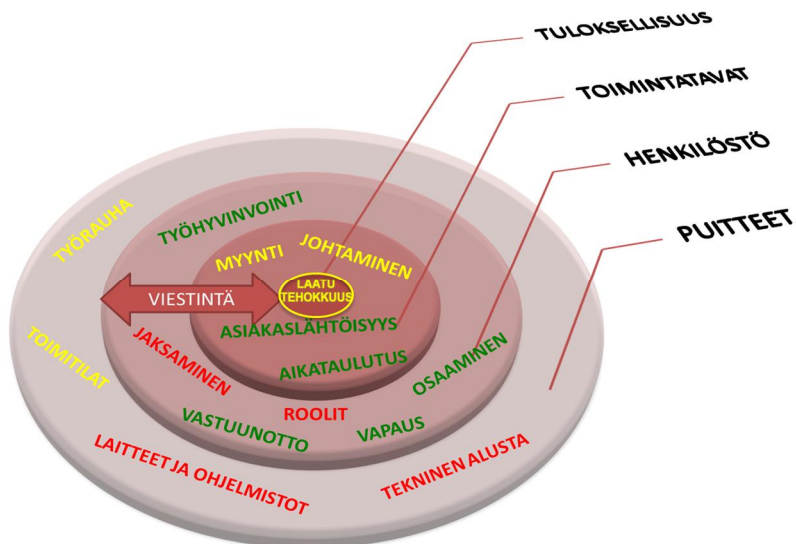 TULOKSELLISUUS
TOIMINTATAVAT
HENKILÖSTÖ
PUITTEET
TYÖRAUHA
TYÖHYVINVOINTI
MYYNTI
JOHTAMINEN
LAATU
TEHOKKUUS
VIESTINTÄ
ASIAKASLÄHTÖISYYS
TOIMITILAT
JAKSAMINEN
AIKATAULUTUS
OSAAMINEN
ROOLIT
VASTUUNOTTO
VAPAUS
LAITTEET JA OHJELMISTOT
TEKNINEN ALUSTA